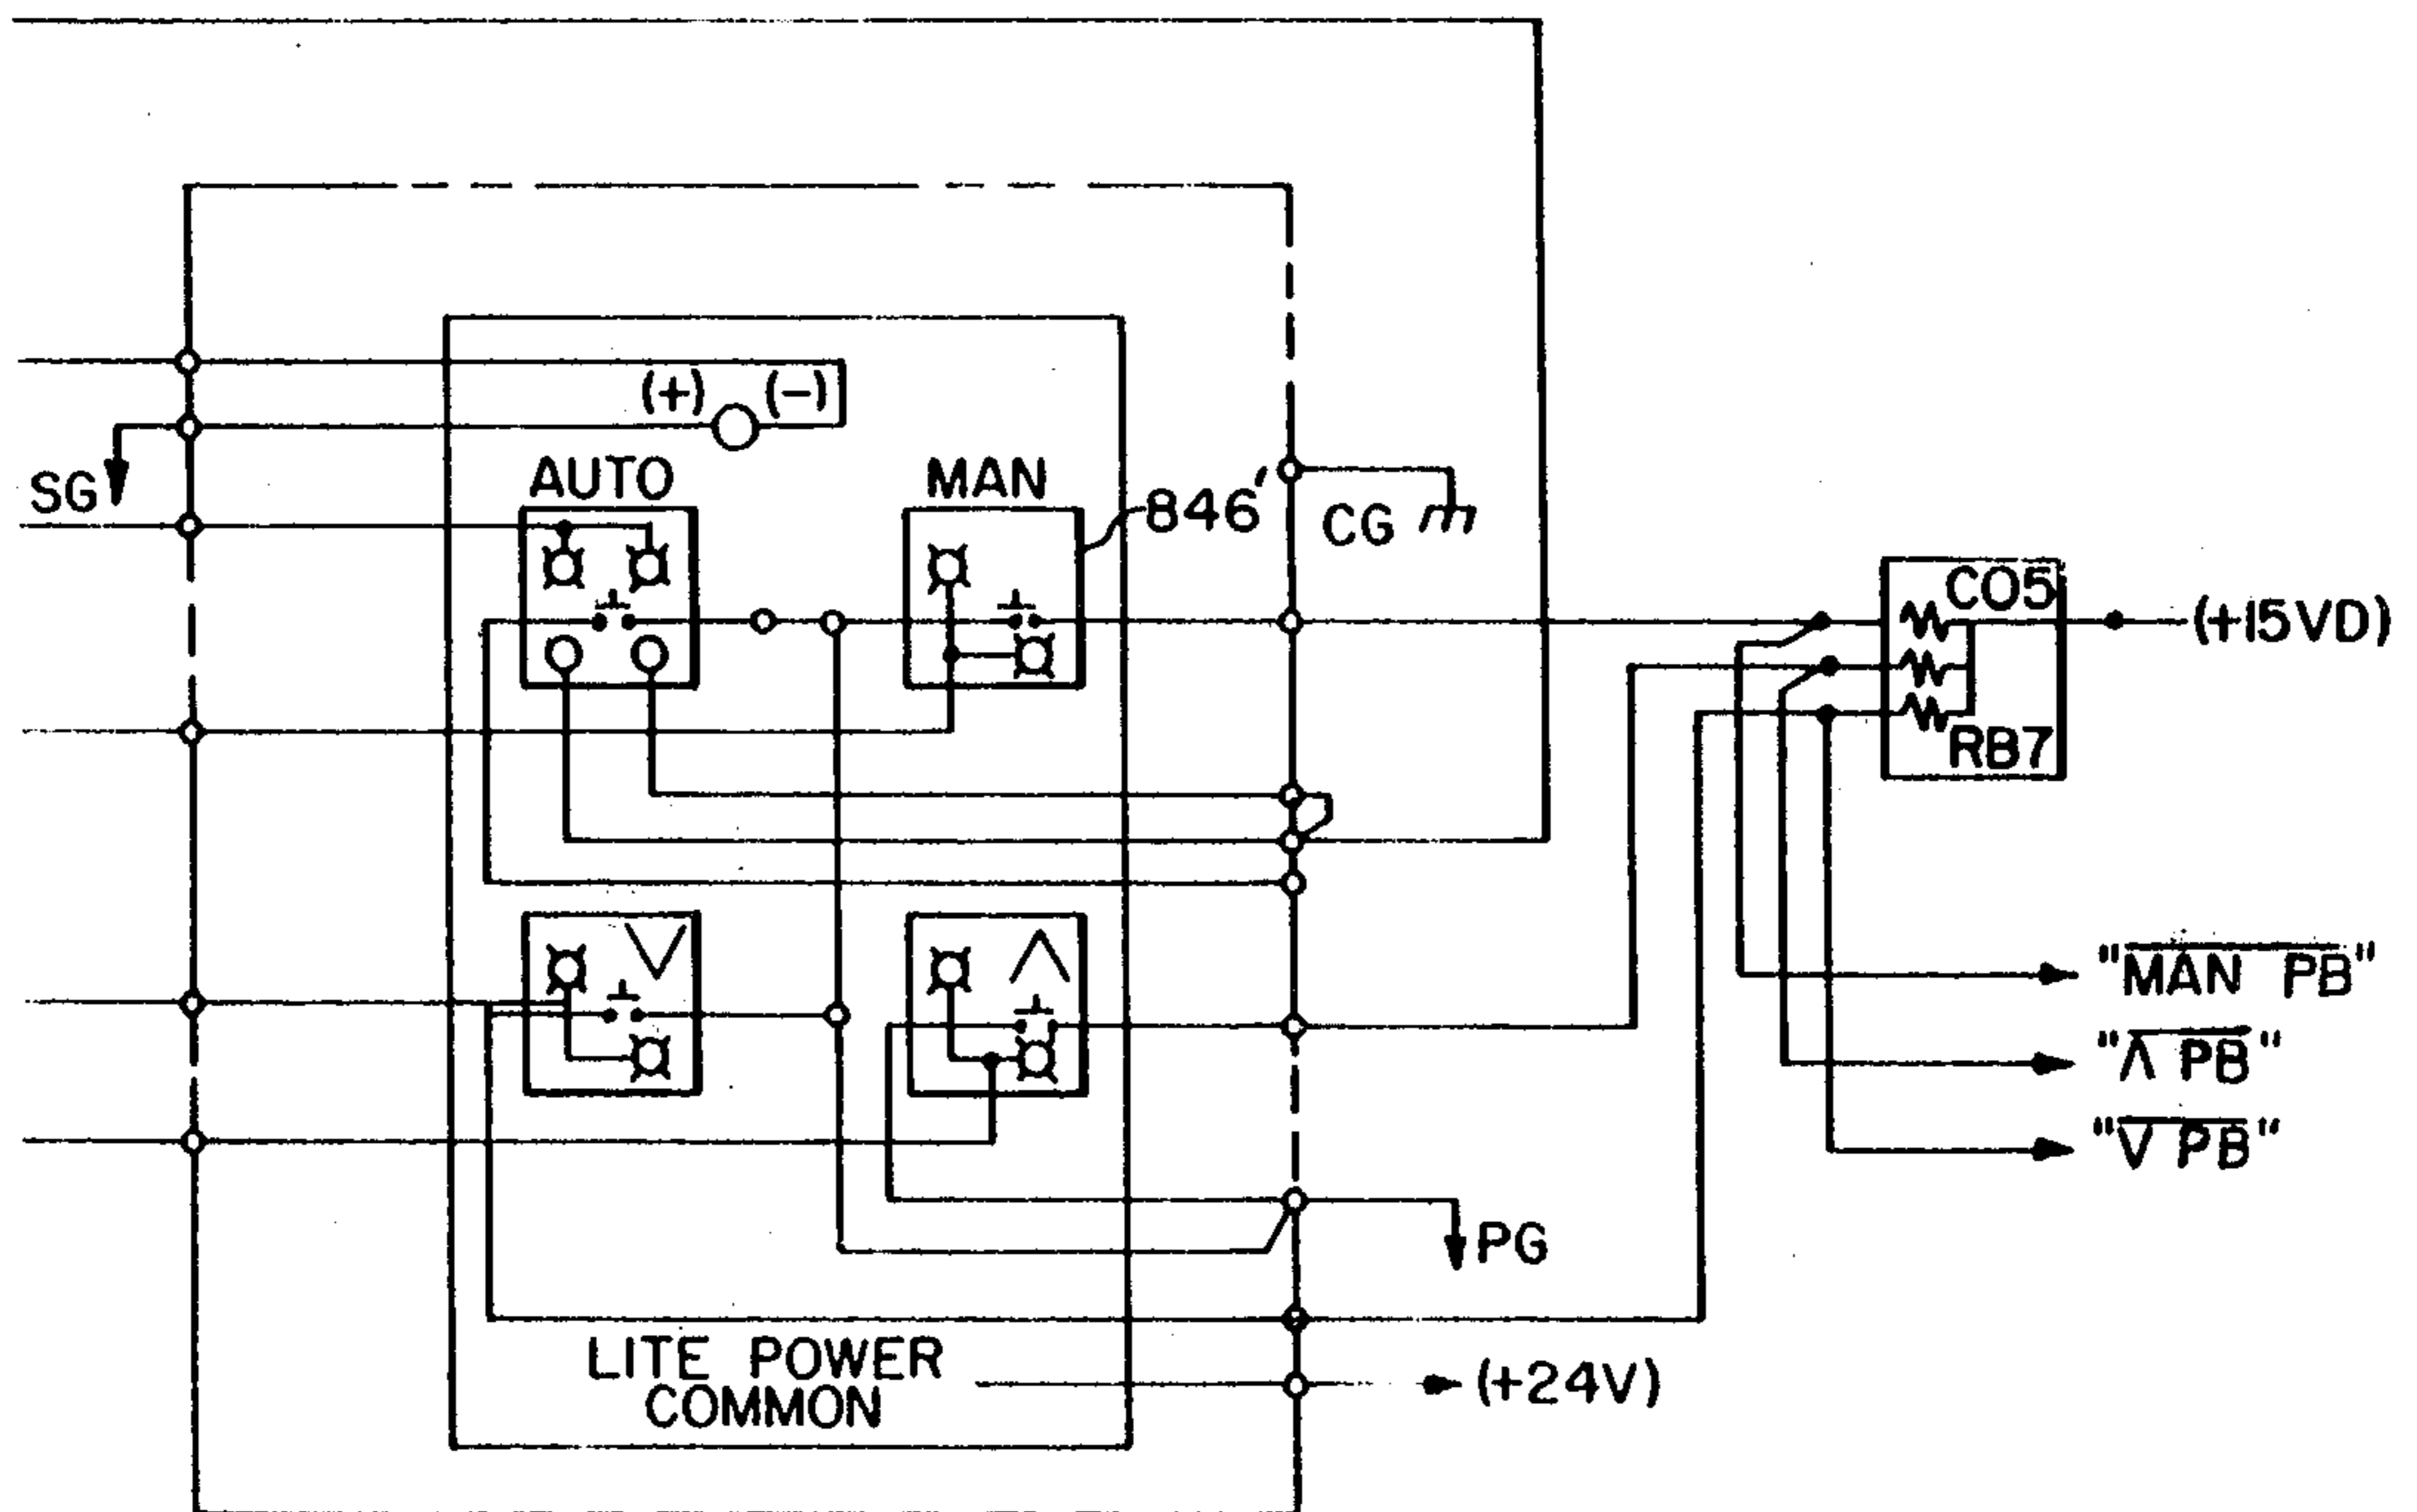 (+) (-)
SG
AUTO
MAN
846'
CG
CO5
(+15VD)
RB7
V
Λ
"MAN PB"
"Λ PB"
"V PB"
PG
LITE POWER
COMMON
(+24V)